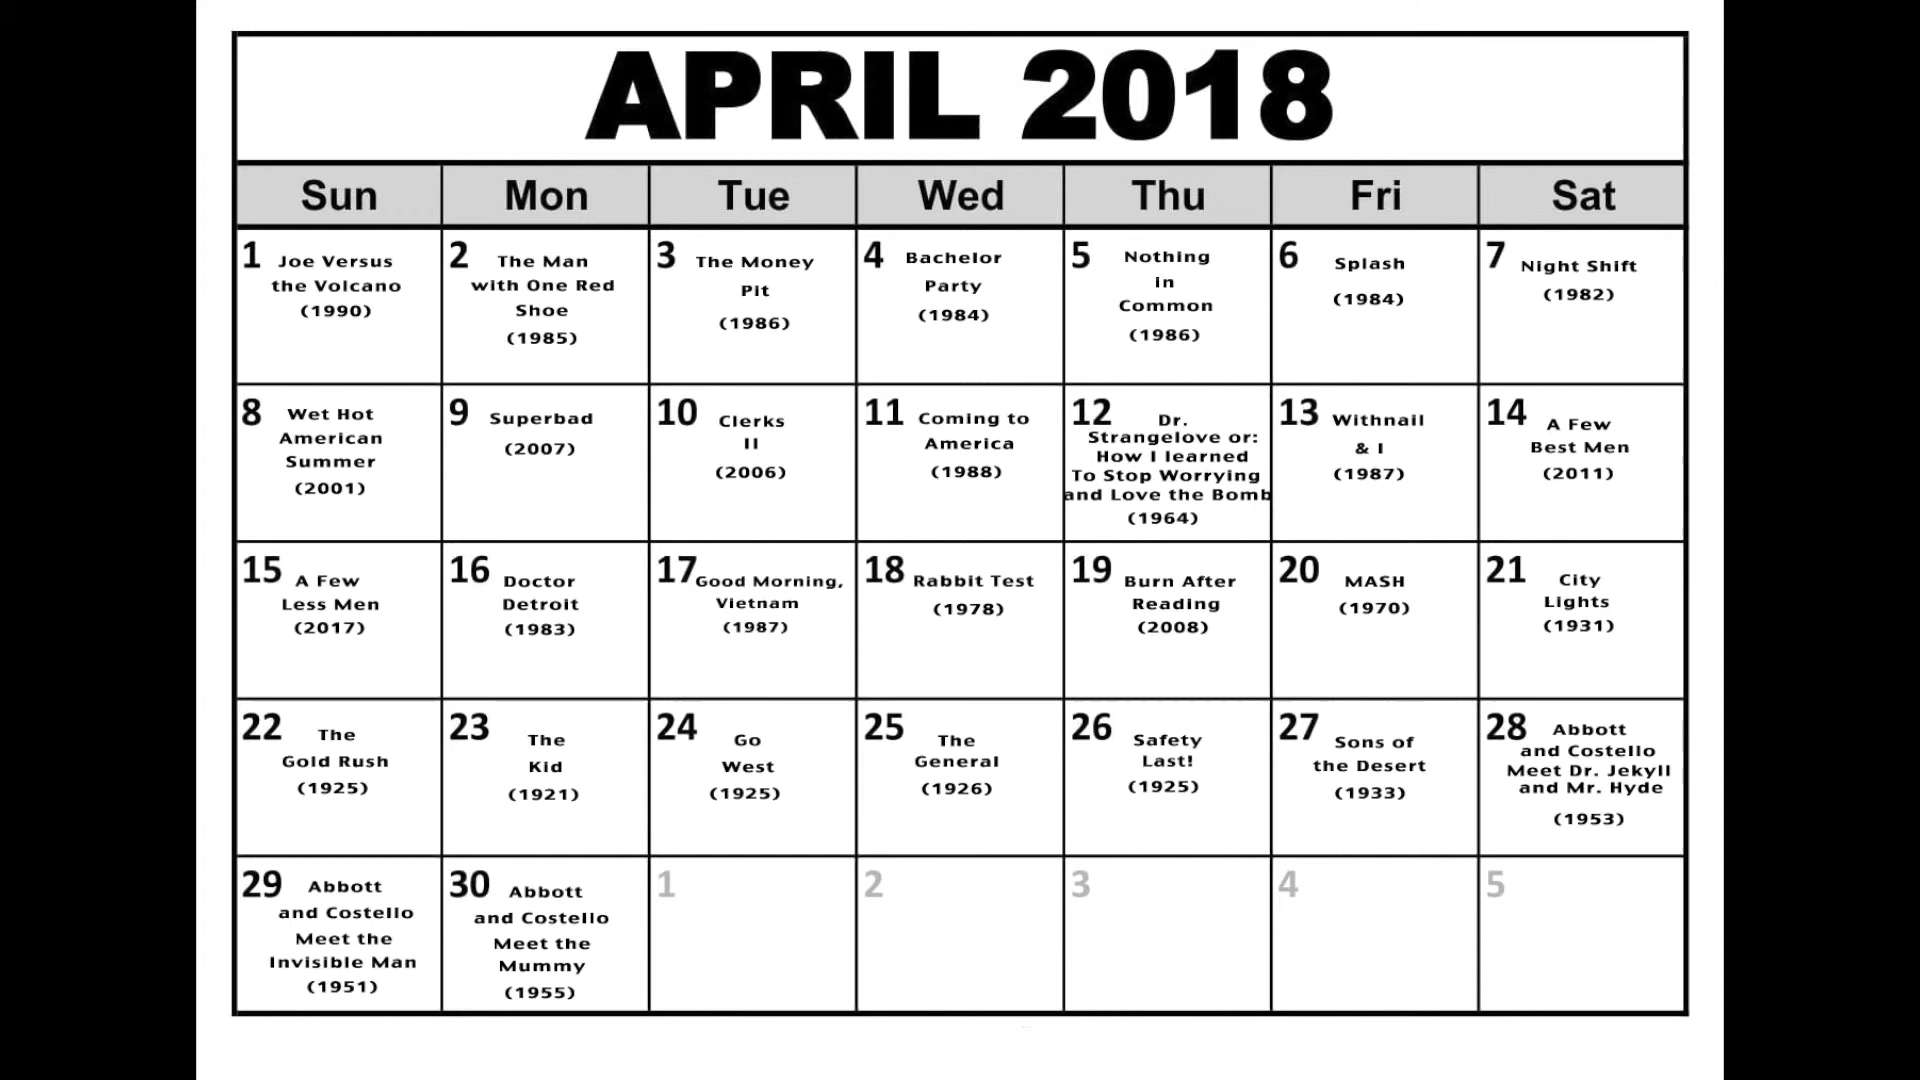 APRIL 2018
Sun Mon Tue Wed Thu Fri Sat
1 Joe Versus
the Volcano
(1990)
2 The Man
with One Red
Shoe
(1985)
3 The Money
Pit
(1986)
4 Bachelor
Party
(1984)
5 Nothing
in
Common
(1986)
6 Splash
(1984)
7 Night Shift
(1982)
8 Wet Hot
American
Summer
(2001)
9 Superbad
(2007)
10 Clerks
II
(2006)
11 Coming to
America
(1988)
12 Dr.
Strangelove or:
How I learned
To Stop Worrying
and Love the Bomb
(1964)
13 Withnail
& I
(1987)
14 A Few
Best Men
(2011)
15 A Few
Less Men
(2017)
16 Doctor
Detroit
(1983)
17 Good Morning,
Vietnam
(1987)
18 Rabbit Test
(1978)
19 Burn After
Reading
(2008)
20 MASH
(1970)
21 City
Lights
(1931)
22 The
Gold Rush
(1925)
23 The
Kid
(1921)
24 Go
West
(1925)
25 The
General
(1926)
26 Safety
Last!
(1925)
27 Sons of
the Desert
(1933)
28 Abbott
and Costello
Meet Dr. Jekyll
and Mr. Hyde
(1953)
29 Abbott
and Costello
Meet the
Invisible Man
(1951)
30 Abbott
and Costello
Meet the
Mummy
(1955)
1
2
3
4
5